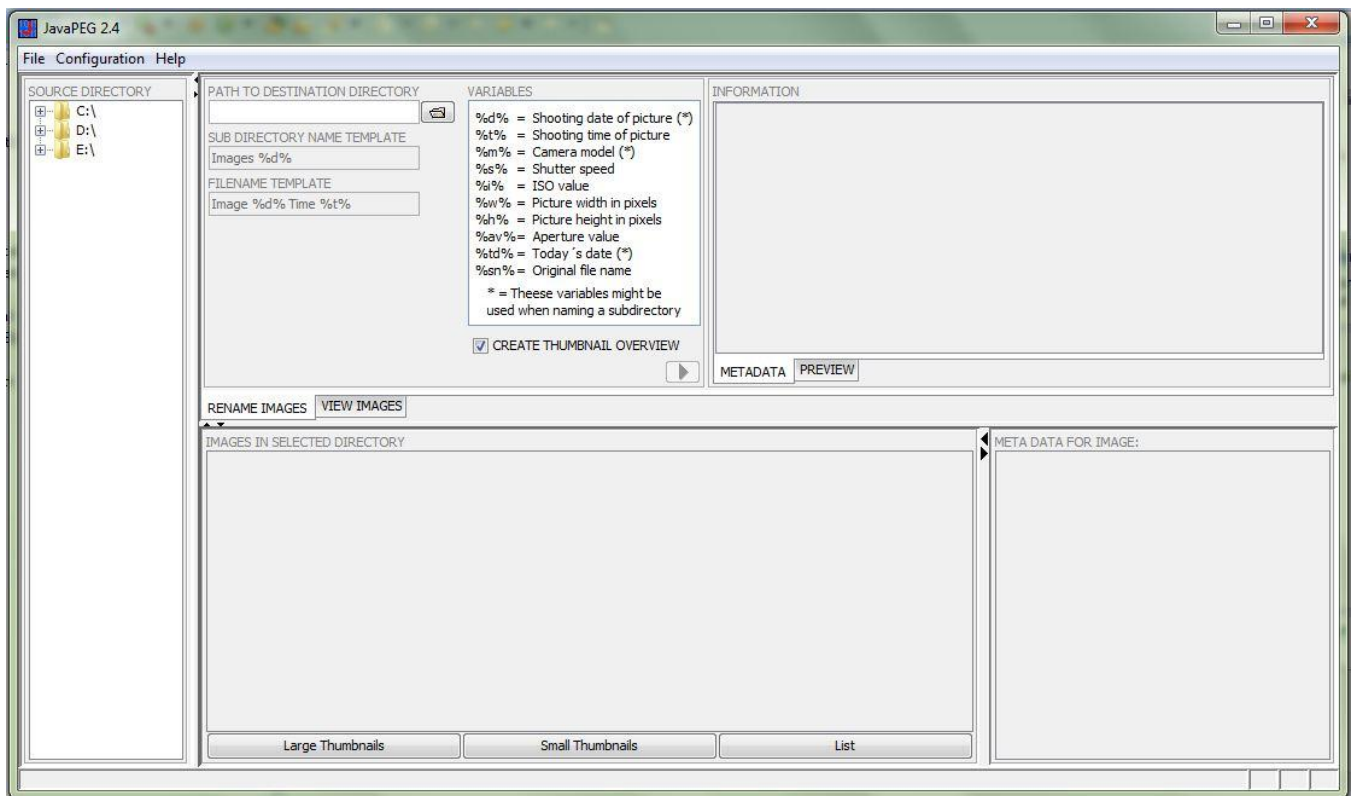 JavaPEG 2.4
File Configuration Help
SOURCE DIRECTORY
C:\
D:\
E:\
PATH TO DESTINATION DIRECTORY
SUB DIRECTORY NAME TEMPLATE
Images %d%
FILENAME TEMPLATE
Image %d% Time %t%
VARIABLES
%d% = Shooting date of picture (*)
%t% = Shooting time of picture
%m% = Camera model (*)
%s% = Shutter speed
%i% = ISO value
%w% = Picture width in pixels
%h% = Picture height in pixels
%av%= Aperture value
%td% = Today´s date (*)
%sn% = Original file name
* = Theese variables might be
used when naming a subdirectory
CREATE THUMBNAIL OVERVIEW
INFORMATION
METADATA PREVIEW
RENAME IMAGES VIEW IMAGES
IMAGES IN SELECTED DIRECTORY
Large Thumbnails Small Thumbnails List
META DATA FOR IMAGE: